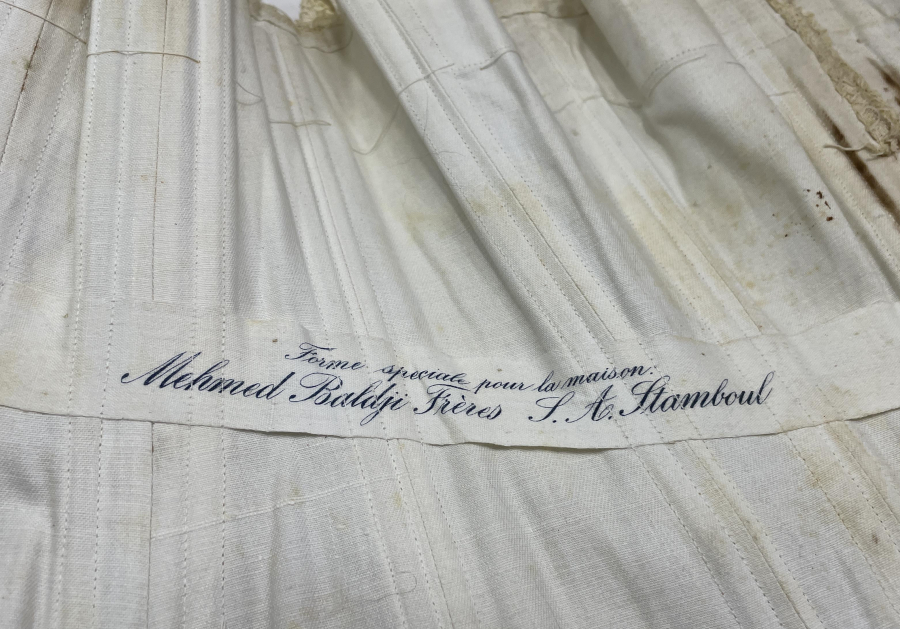 Forme speciale pour la maison:
Mehmed Baldji Frères S. A. Stamboul